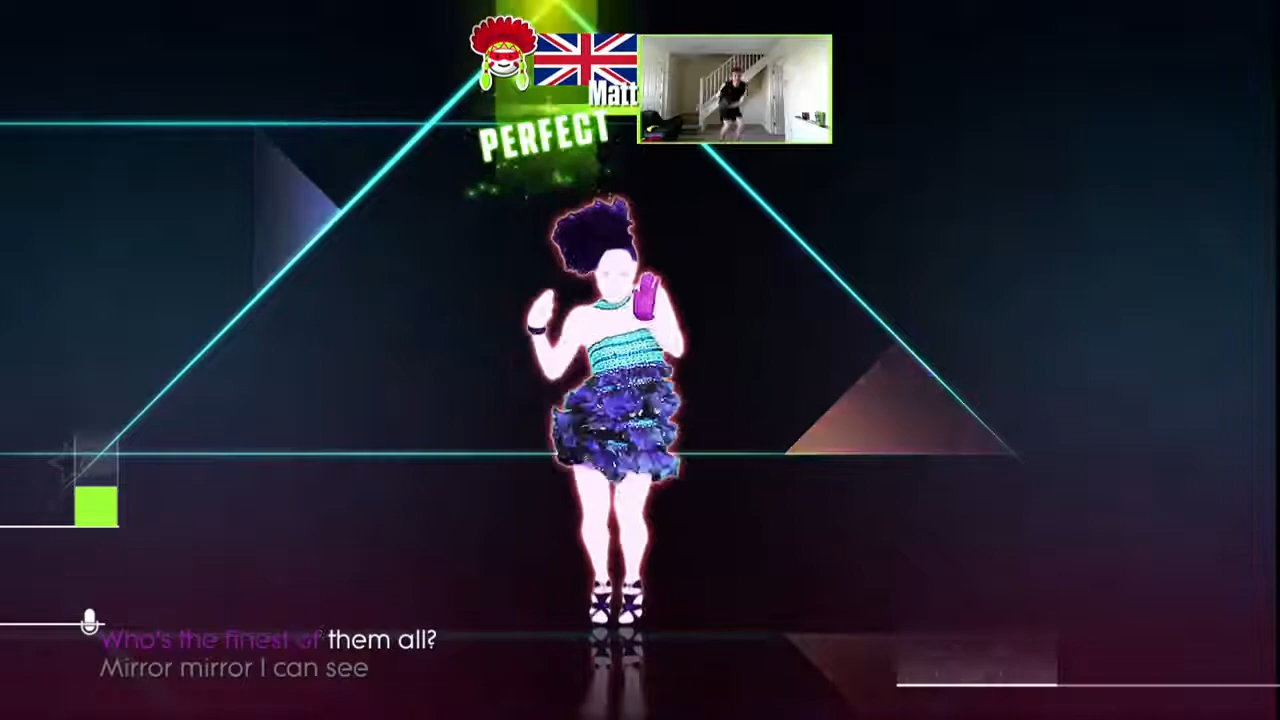 Matt
PERFECT
Who's the finest of them all?
Mirror mirror I can see